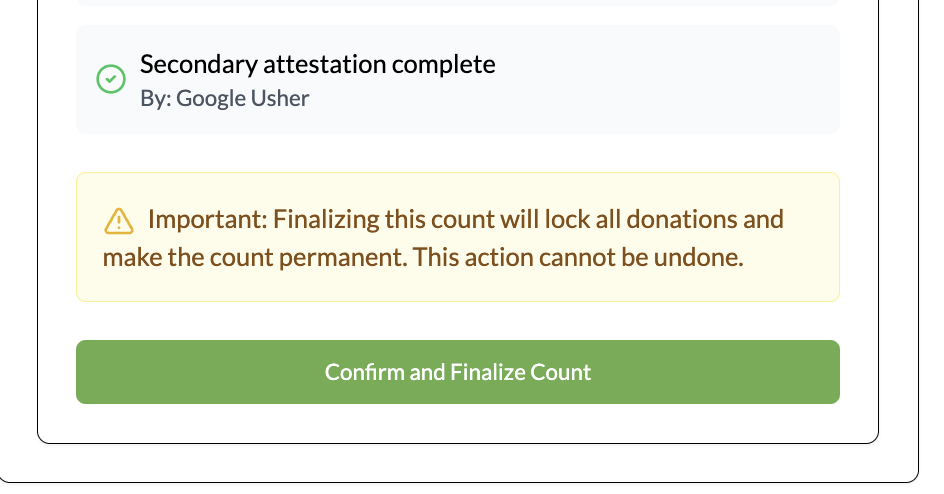 Secondary attestation complete
By: Google Usher
Important: Finalizing this count will lock all donations and
make the count permanent. This action cannot be undone.
Confirm and Finalize Count